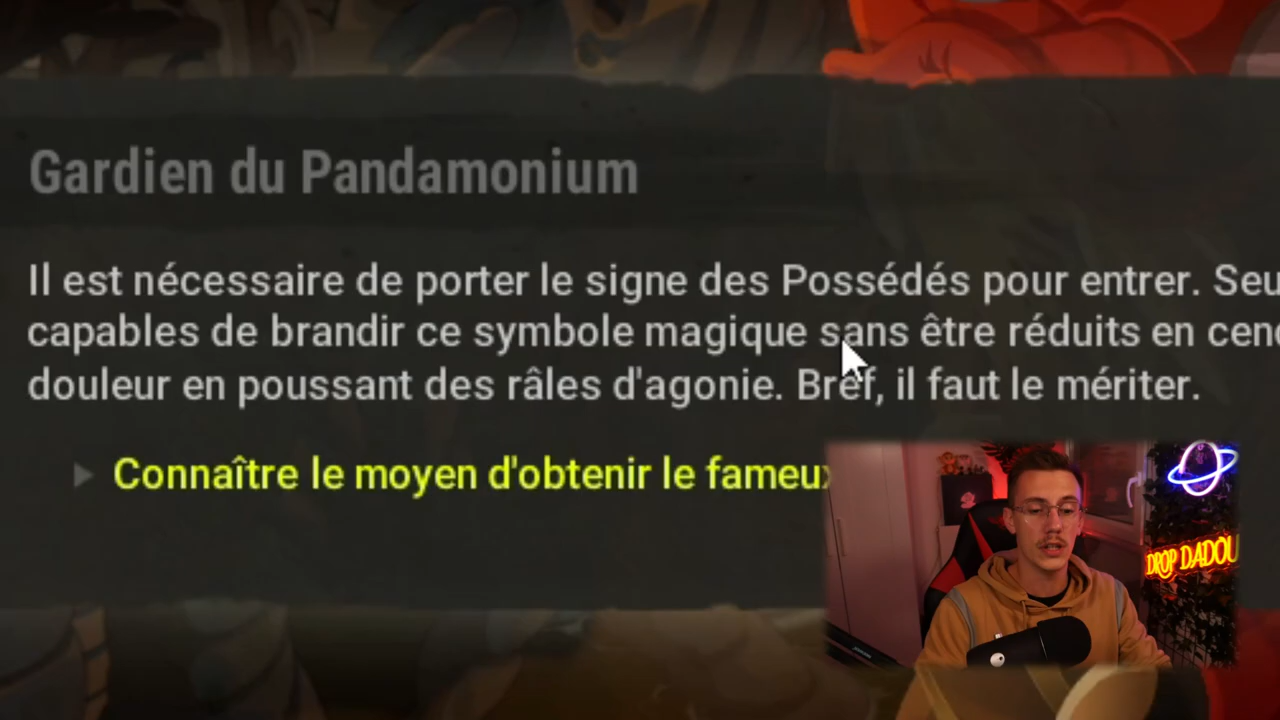 Gardien du Pandamonium
Il est nécessaire de porter le signe des Possédés pour entrer.
capables de brandir ce symbole magique sans être réduits en
douleur en poussant des râles d'agonie. Bref, il faut le mériter.
Connaître le moyen d'obtenir le fameux
DROP DADOU